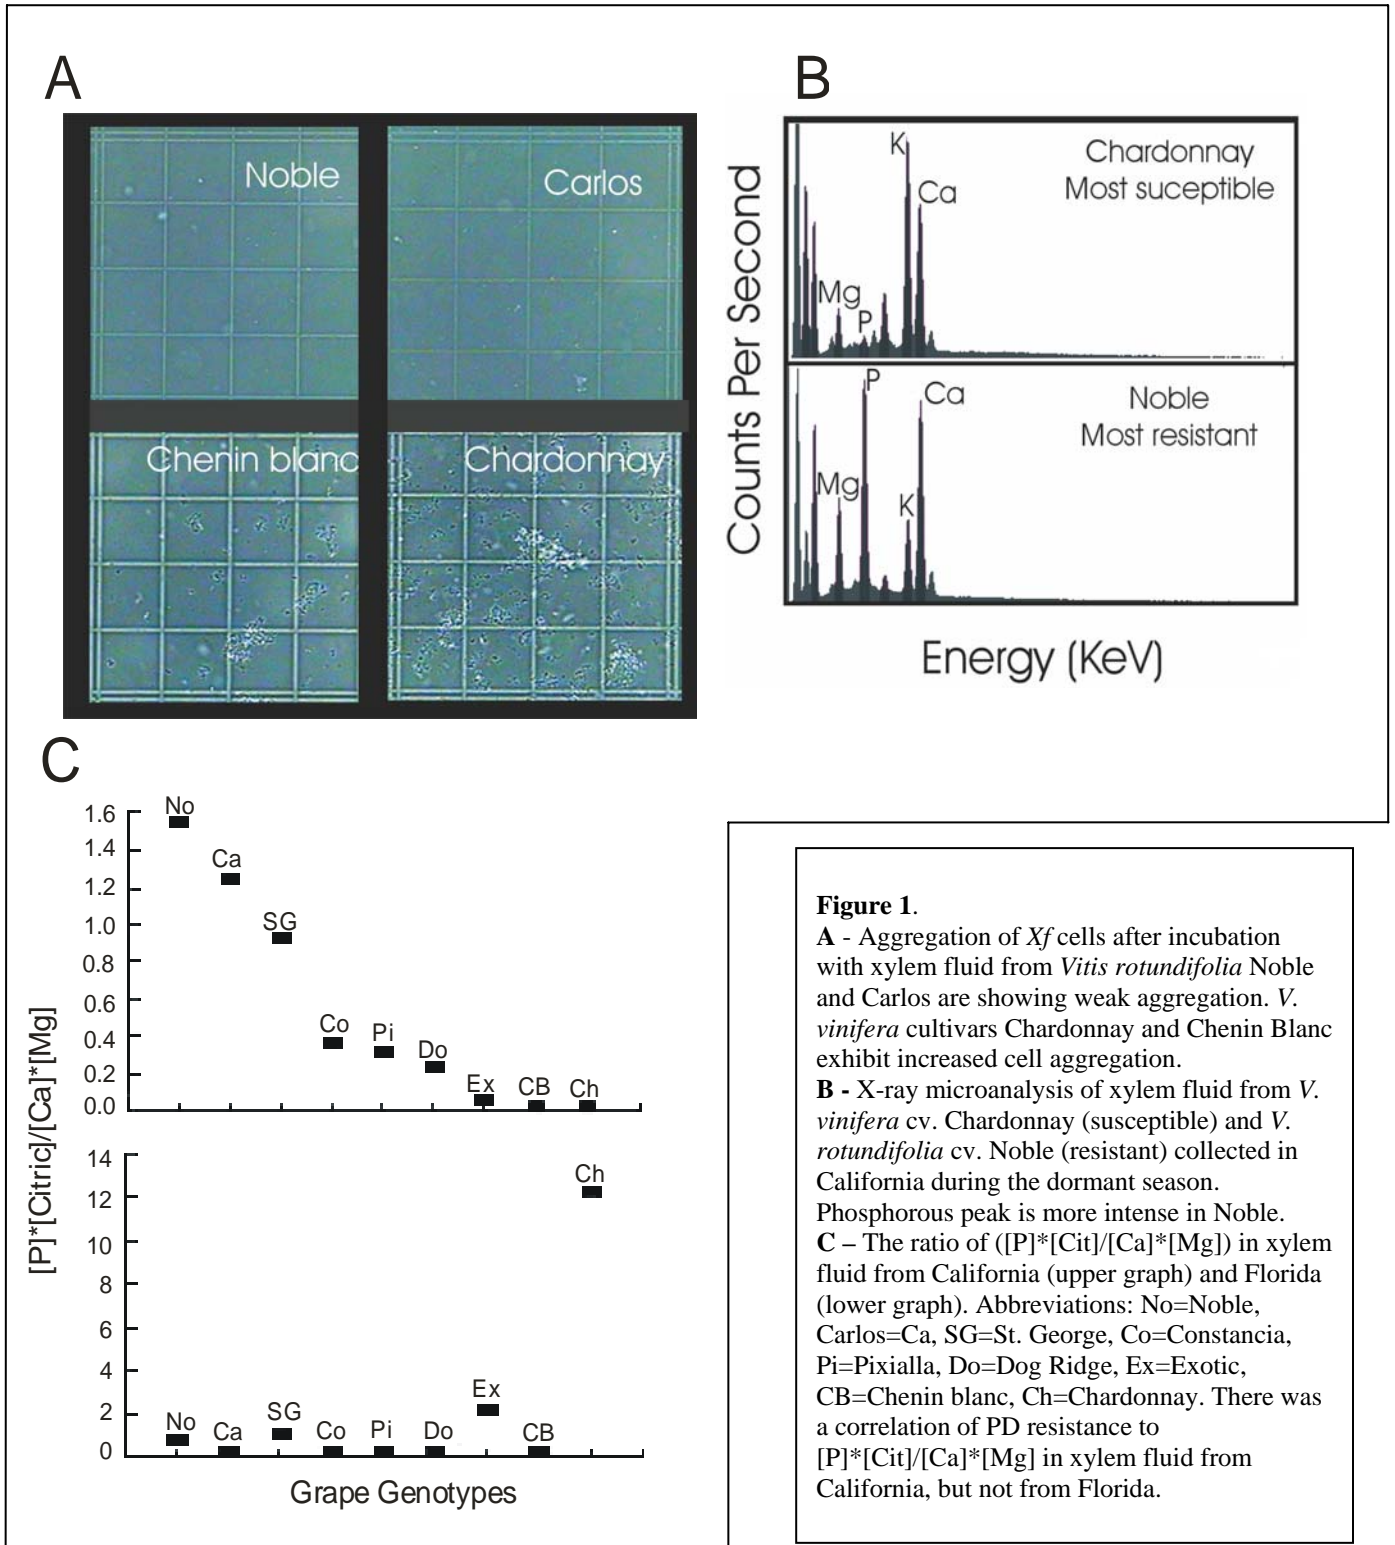 A
Noble
Carlos
Chenin blanc
Chardonnay
B
Counts Per Second
K
Ca
Mg
P
Chardonnay
Most suceptible
P
Ca
Mg
K
Noble
Most resistant
Energy (KeV)
C
[P]*[Citric]/[Ca]*[Mg]
1.6
1.4
1.2
1.0
0.8
0.6
0.4
0.2
0.0
No
Ca
SG
Co
Pi
Do
Ex
CB
Ch
14
12
10
8
6
4
2
0
No
Ca
SG
Co
Pi
Do
Ex
CB
Ch
Grape Genotypes
Figure 1.
A - Aggregation of Xf cells after incubation
with xylem fluid from Vitis rotundifolia Noble
and Carlos are showing weak aggregation. V.
vinifera cultivars Chardonnay and Chenin Blanc
exhibit increased cell aggregation.
B - X-ray microanalysis of xylem fluid from V.
vinifera cv. Chardonnay (susceptible) and V.
rotundifolia cv. Noble (resistant) collected in
California during the dormant season.
Phosphorous peak is more intense in Noble.
C – The ratio of ([P]*[Cit]/[Ca]*[Mg]) in xylem
fluid from California (upper graph) and Florida
(lower graph). Abbreviations: No=Noble,
Carlos=Ca, SG=St. George, Co=Constancia,
Pi=Pixialla, Do=Dog Ridge, Ex=Exotic,
CB=Chenin blanc, Ch=Chardonnay. There was
a correlation of PD resistance to
[P]*[Cit]/[Ca]*[Mg] in xylem fluid from
California, but not from Florida.